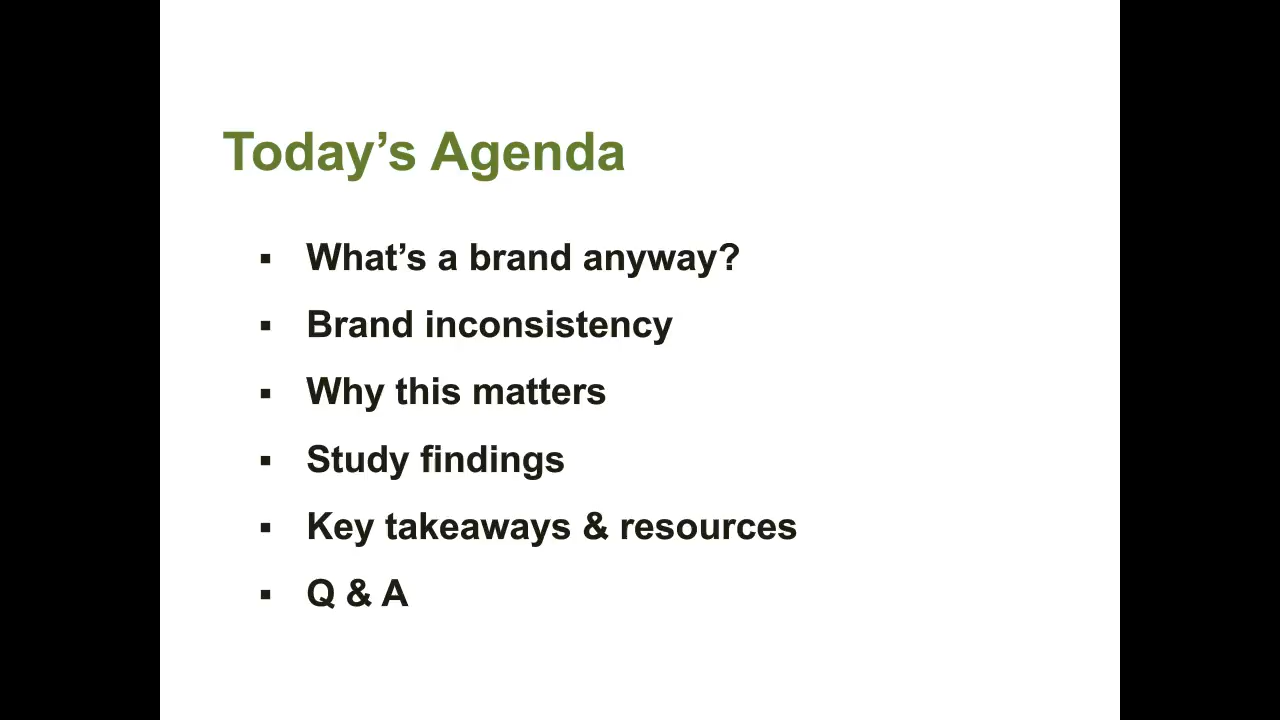 Today’s Agenda
▪ What’s a brand anyway?
▪ Brand inconsistency
▪ Why this matters
▪ Study findings
▪ Key takeaways & resources
▪ Q & A